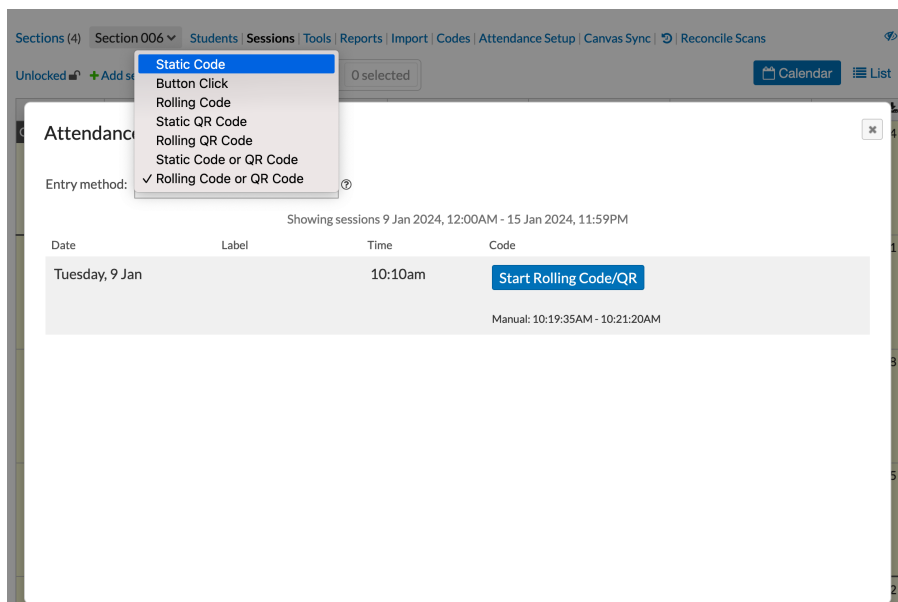 Sections (4) Section 006 Students | Sessions | Tools | Reports | Import | Codes | Attendance Setup | Canvas Sync | | Reconcile Scans
Unlocked + Add se 0 selected Calendar List
Static Code
Button Click
Rolling Code
Static QR Code
Rolling QR Code
Static Code or QR Code
✓ Rolling Code or QR Code
Attendance
Entry method:
Showing sessions 9 Jan 2024, 12:00AM - 15 Jan 2024, 11:59PM
Date Label Time Code
Tuesday, 9 Jan 10:10am Start Rolling Code/QR
Manual: 10:19:35AM - 10:21:20AM